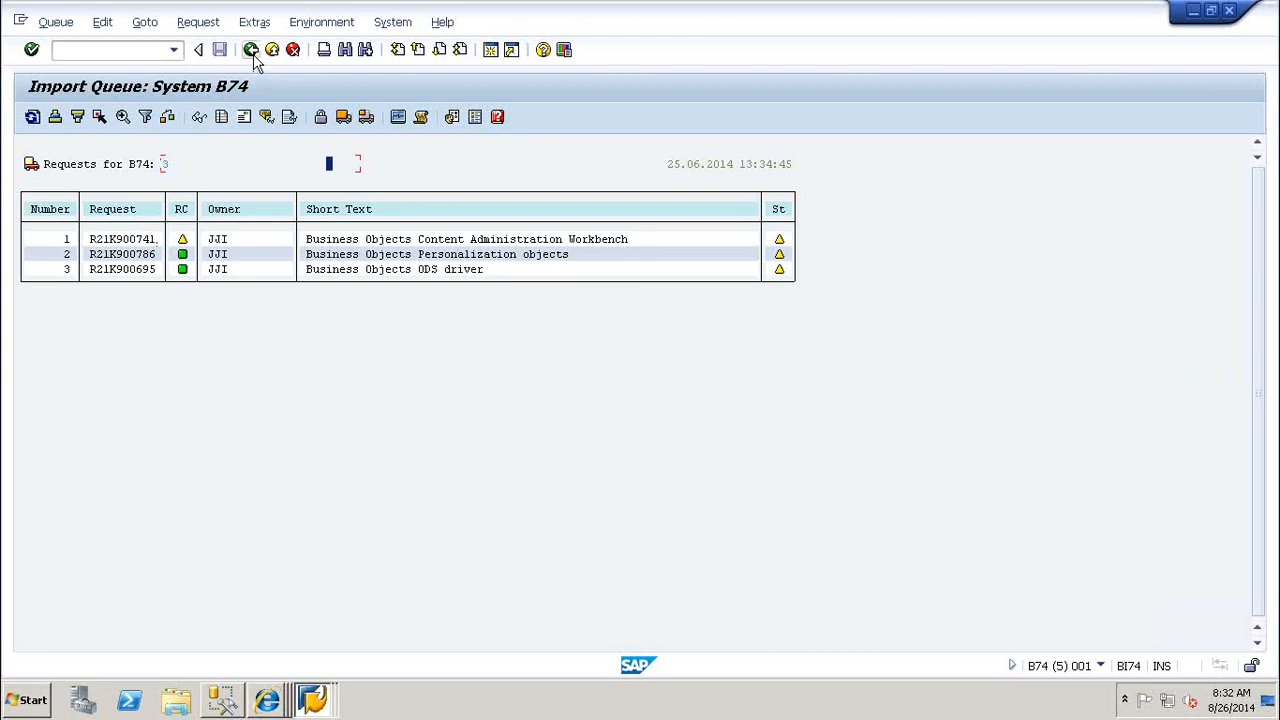 Queue Edit Goto Request Extras Environment System Help
Import Queue: System B74
Requests for B74: 3 25.06.2014 13:34:45
Number Request RC Owner Short Text St
1 R21K900741 JJI Business Objects Content Administration Workbench
2 R21K900786 JJI Business Objects Personalization objects
3 R21K900695 JJI Business Objects ODS driver
SAP B74 (5) 001 BI74 INS
Start 8:32 AM
8/26/2014